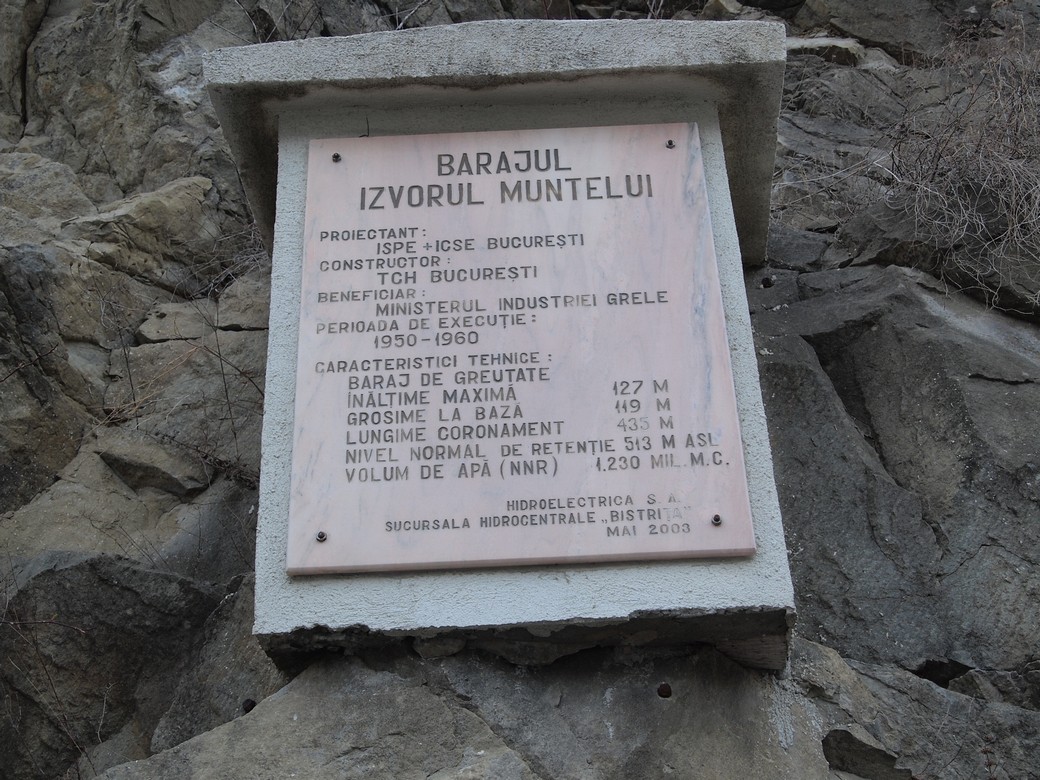 BARAJUL
IZVORUL MUNTELUI
PROIECTANT:
ISPE + ICSE BUCUREȘTI
CONSTRUCTOR:
TCH BUCUREȘTI
BENEFICIAR:
MINISTERUL INDUSTRIEI GRELE
PERIOADA DE EXECUȚIE:
1950-1960
CARACTERISTICI TEHNICE:
BARAJ DE GREUTATE
ÎNĂLTIME MAXIMĂ 127 M
GROSIME LA BAZĂ 119 M
LUNGIME CORONAMENT 435 M
NIVEL NORMAL DE RETENȚIE 513 M ASL
VOLUM DE APĂ (NNR) 1.230 MIL. M.C.
HIDROELECTRICA S. A.
SUCURSALA HIDROCENTRALE „BISTRIȚA”
MAI 2003